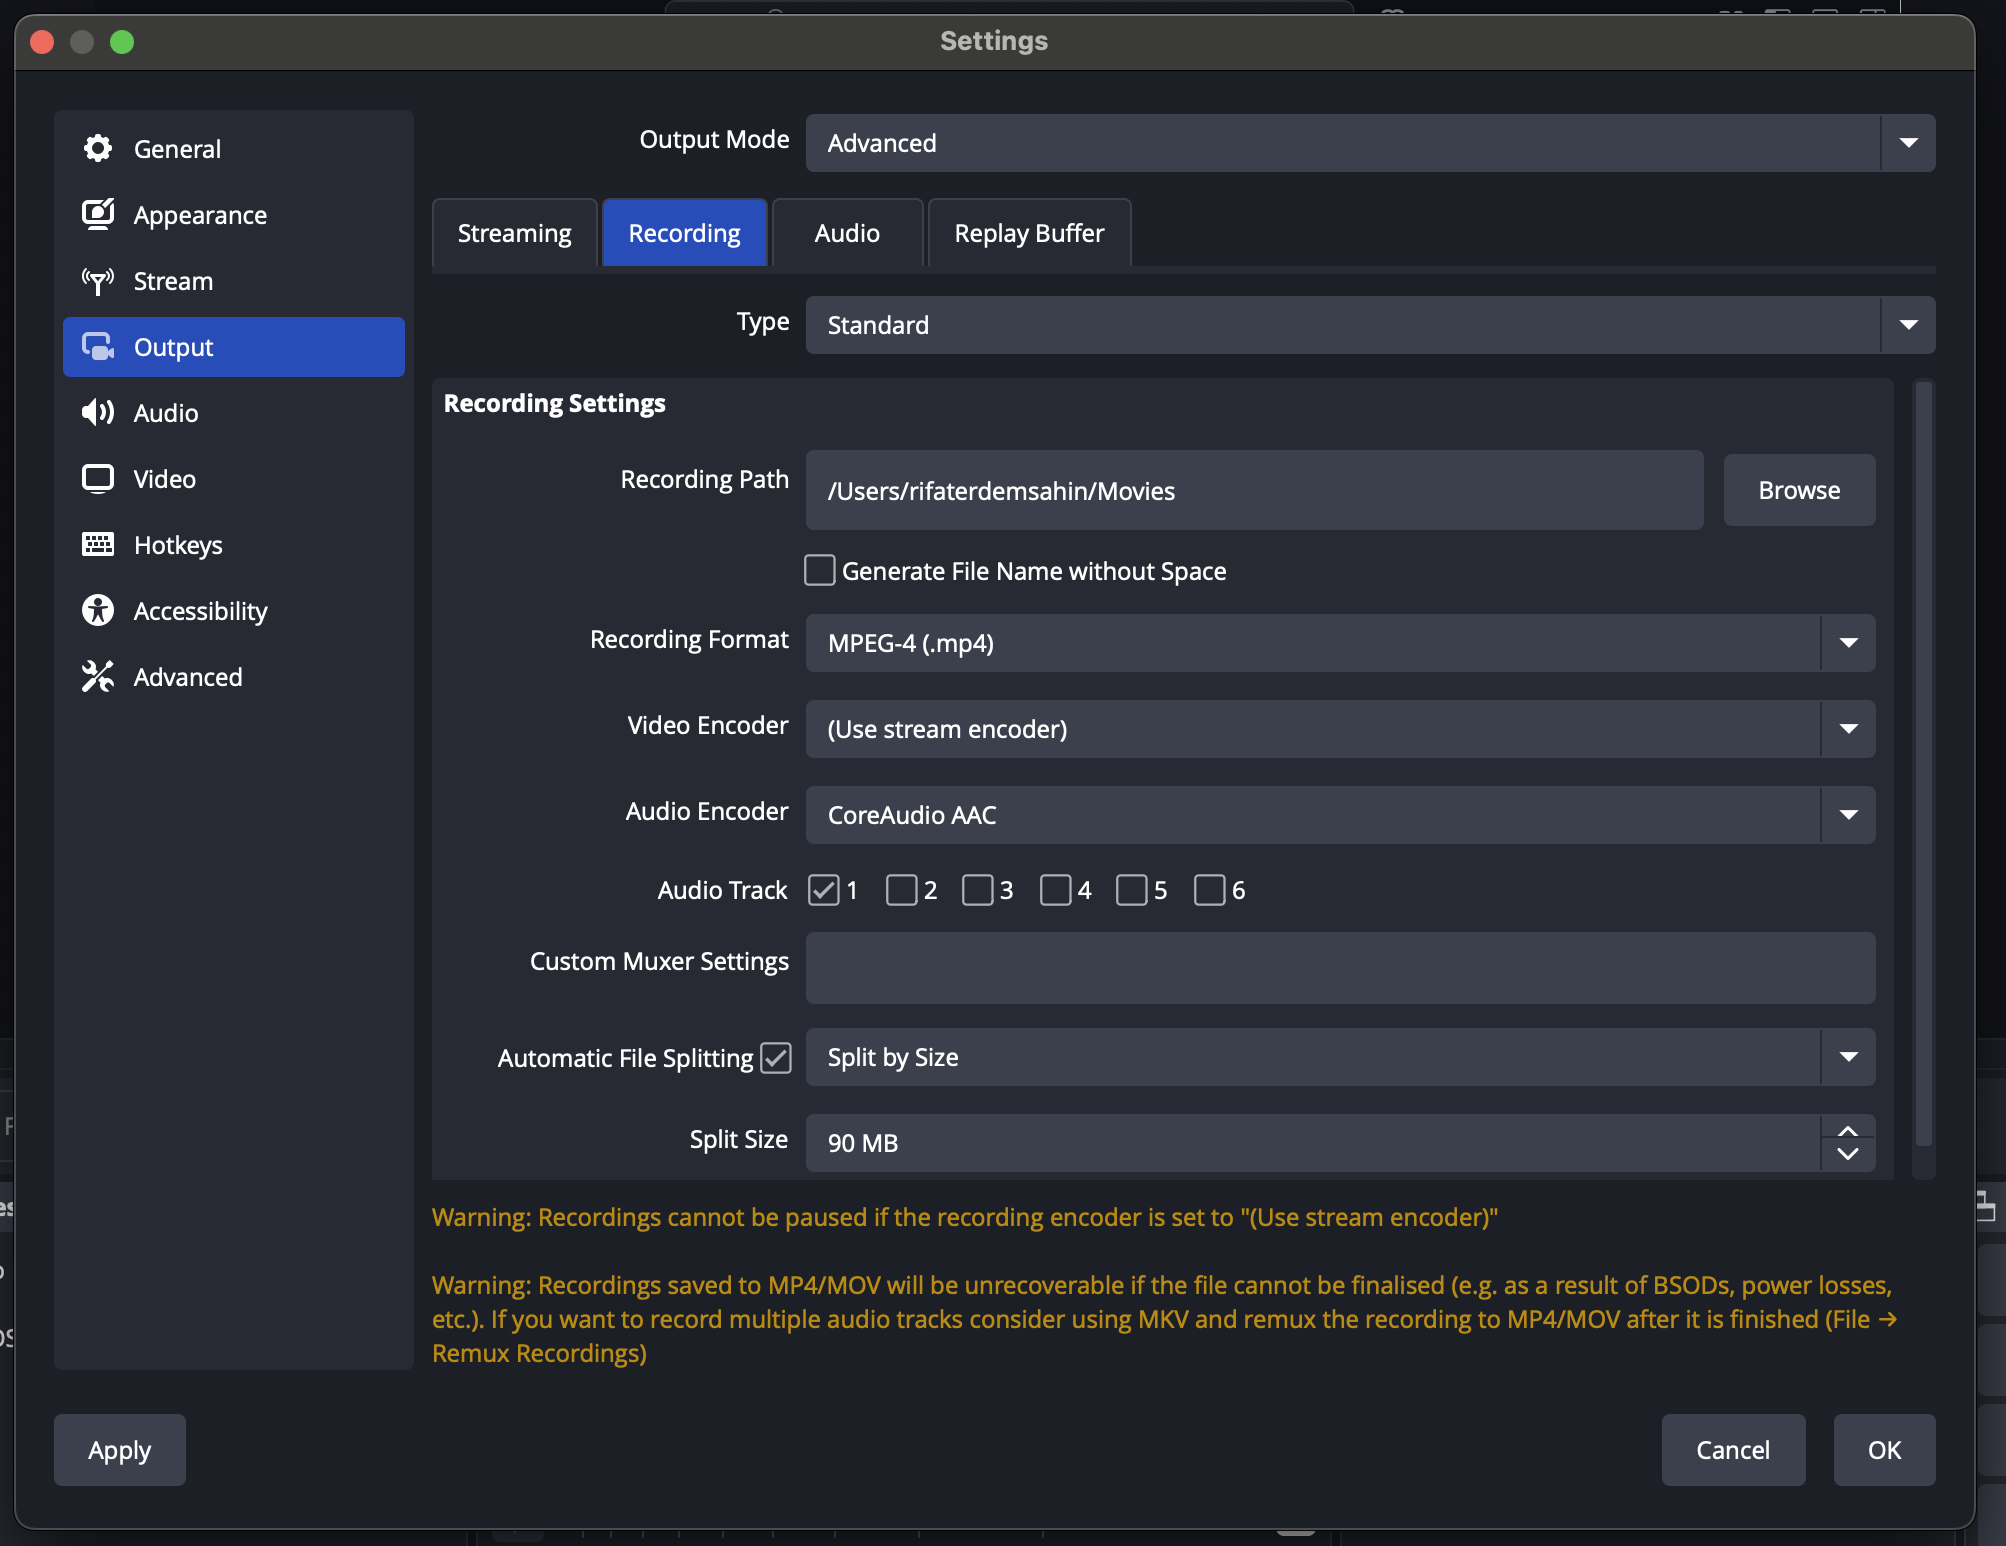 Settings
General
Appearance
Stream
Output
Audio
Video
Hotkeys
Accessibility
Advanced
Output Mode Advanced
Streaming Recording Audio Replay Buffer
Type Standard
Recording Settings
Recording Path /Users/rifaterdemsahin/Movies Browse
Generate File Name without Space
Recording Format MPEG-4 (.mp4)
Video Encoder (Use stream encoder)
Audio Encoder CoreAudio AAC
Audio Track 1 2 3 4 5 6
Custom Muxer Settings
Automatic File Splitting Split by Size
Split Size 90 MB
Warning: Recordings cannot be paused if the recording encoder is set to "(Use stream encoder)"
Warning: Recordings saved to MP4/MOV will be unrecoverable if the file cannot be finalised (e.g. as a result of BSODs, power losses,
etc.). If you want to record multiple audio tracks consider using MKV and remux the recording to MP4/MOV after it is finished (File →
Remux Recordings)
Apply Cancel OK